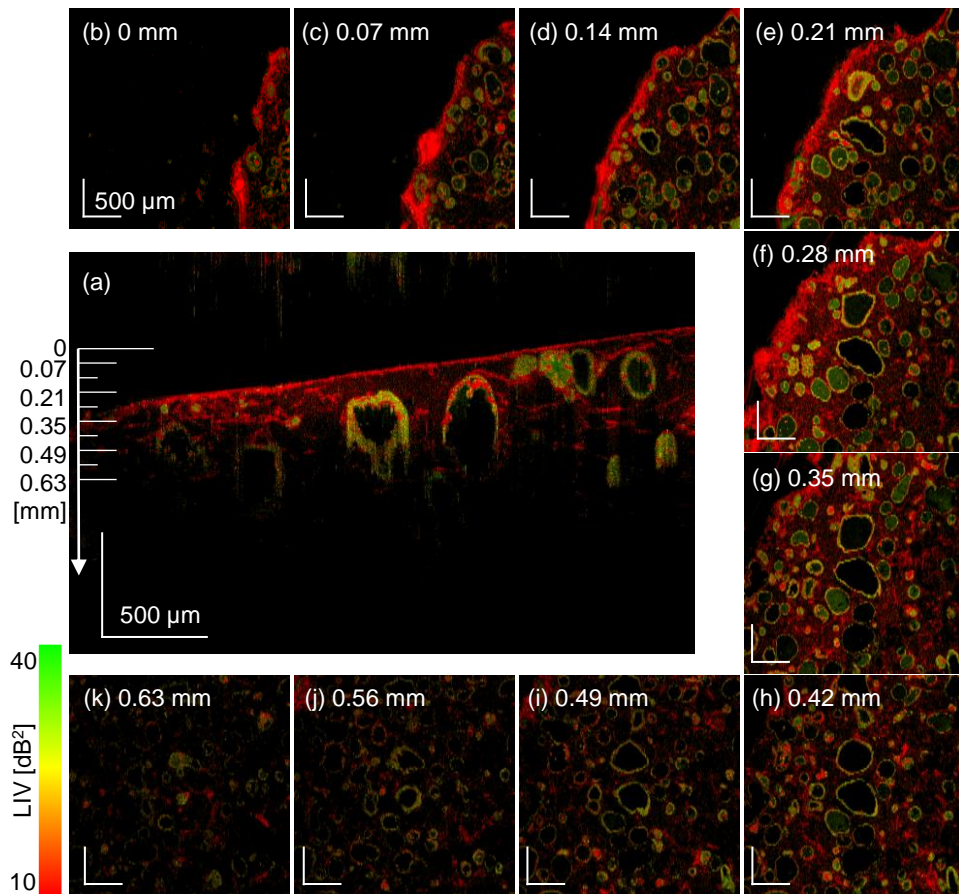 (b) 0 mm
(c) 0.07 mm
(d) 0.14 mm
(e) 0.21 mm
500 µm
(f) 0.28 mm
(a)
0
0.07
0.21
0.35
0.49
0.63
[mm]
500 µm
(g) 0.35 mm
40
LIV [dB²]
10
(k) 0.63 mm
(j) 0.56 mm
(i) 0.49 mm
(h) 0.42 mm